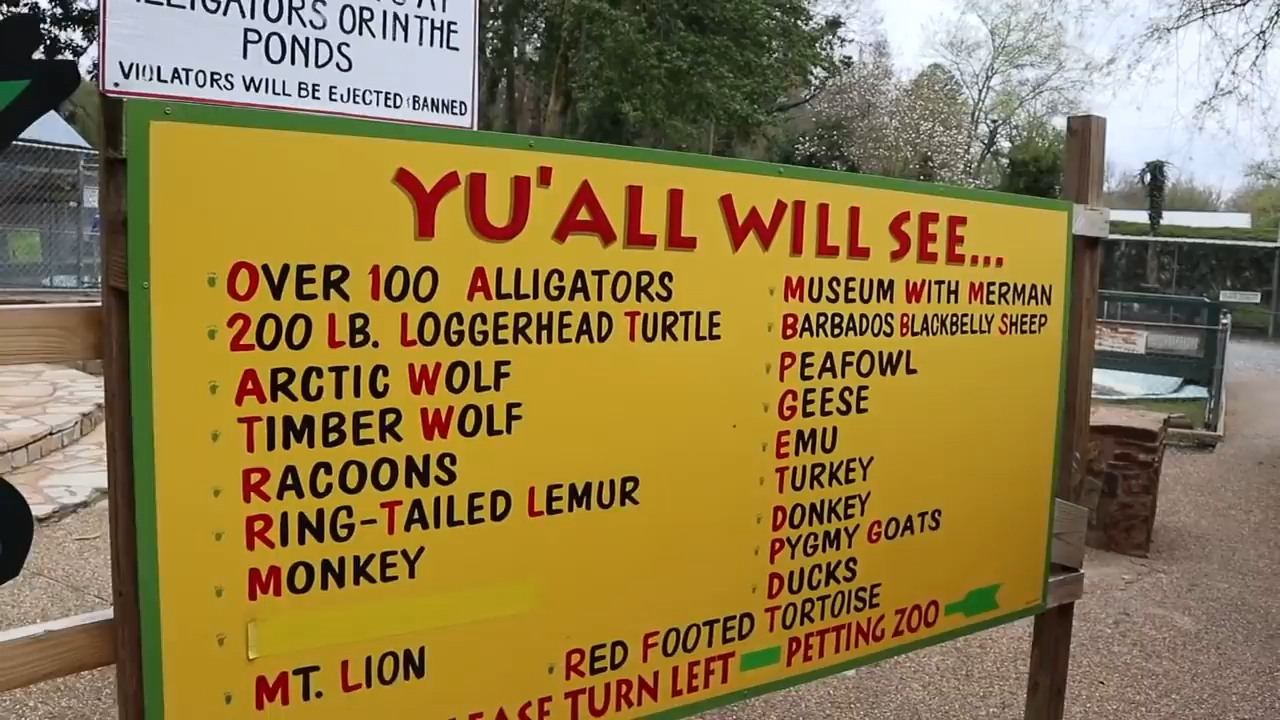 ALLIGATORS OR IN THE
PONDS
VIOLATORS WILL BE EJECTED & BANNED
YU'ALL WILL SEE...
OVER 100 ALLIGATORS
200 LB. LOGGERHEAD TURTLE
ARCTIC WOLF
TIMBER WOLF
RACOONS
RING-TAILED LEMUR
MONKEY
MT. LION
MUSEUM WITH MERMAN
BARBADOS BLACKBELLY SHEEP
PEAFOWL
GEESE
EMU
TURKEY
DONKEY
PYGMY GOATS
DUCKS
RED FOOTED TORTOISE
TURN LEFT PETTING ZOO